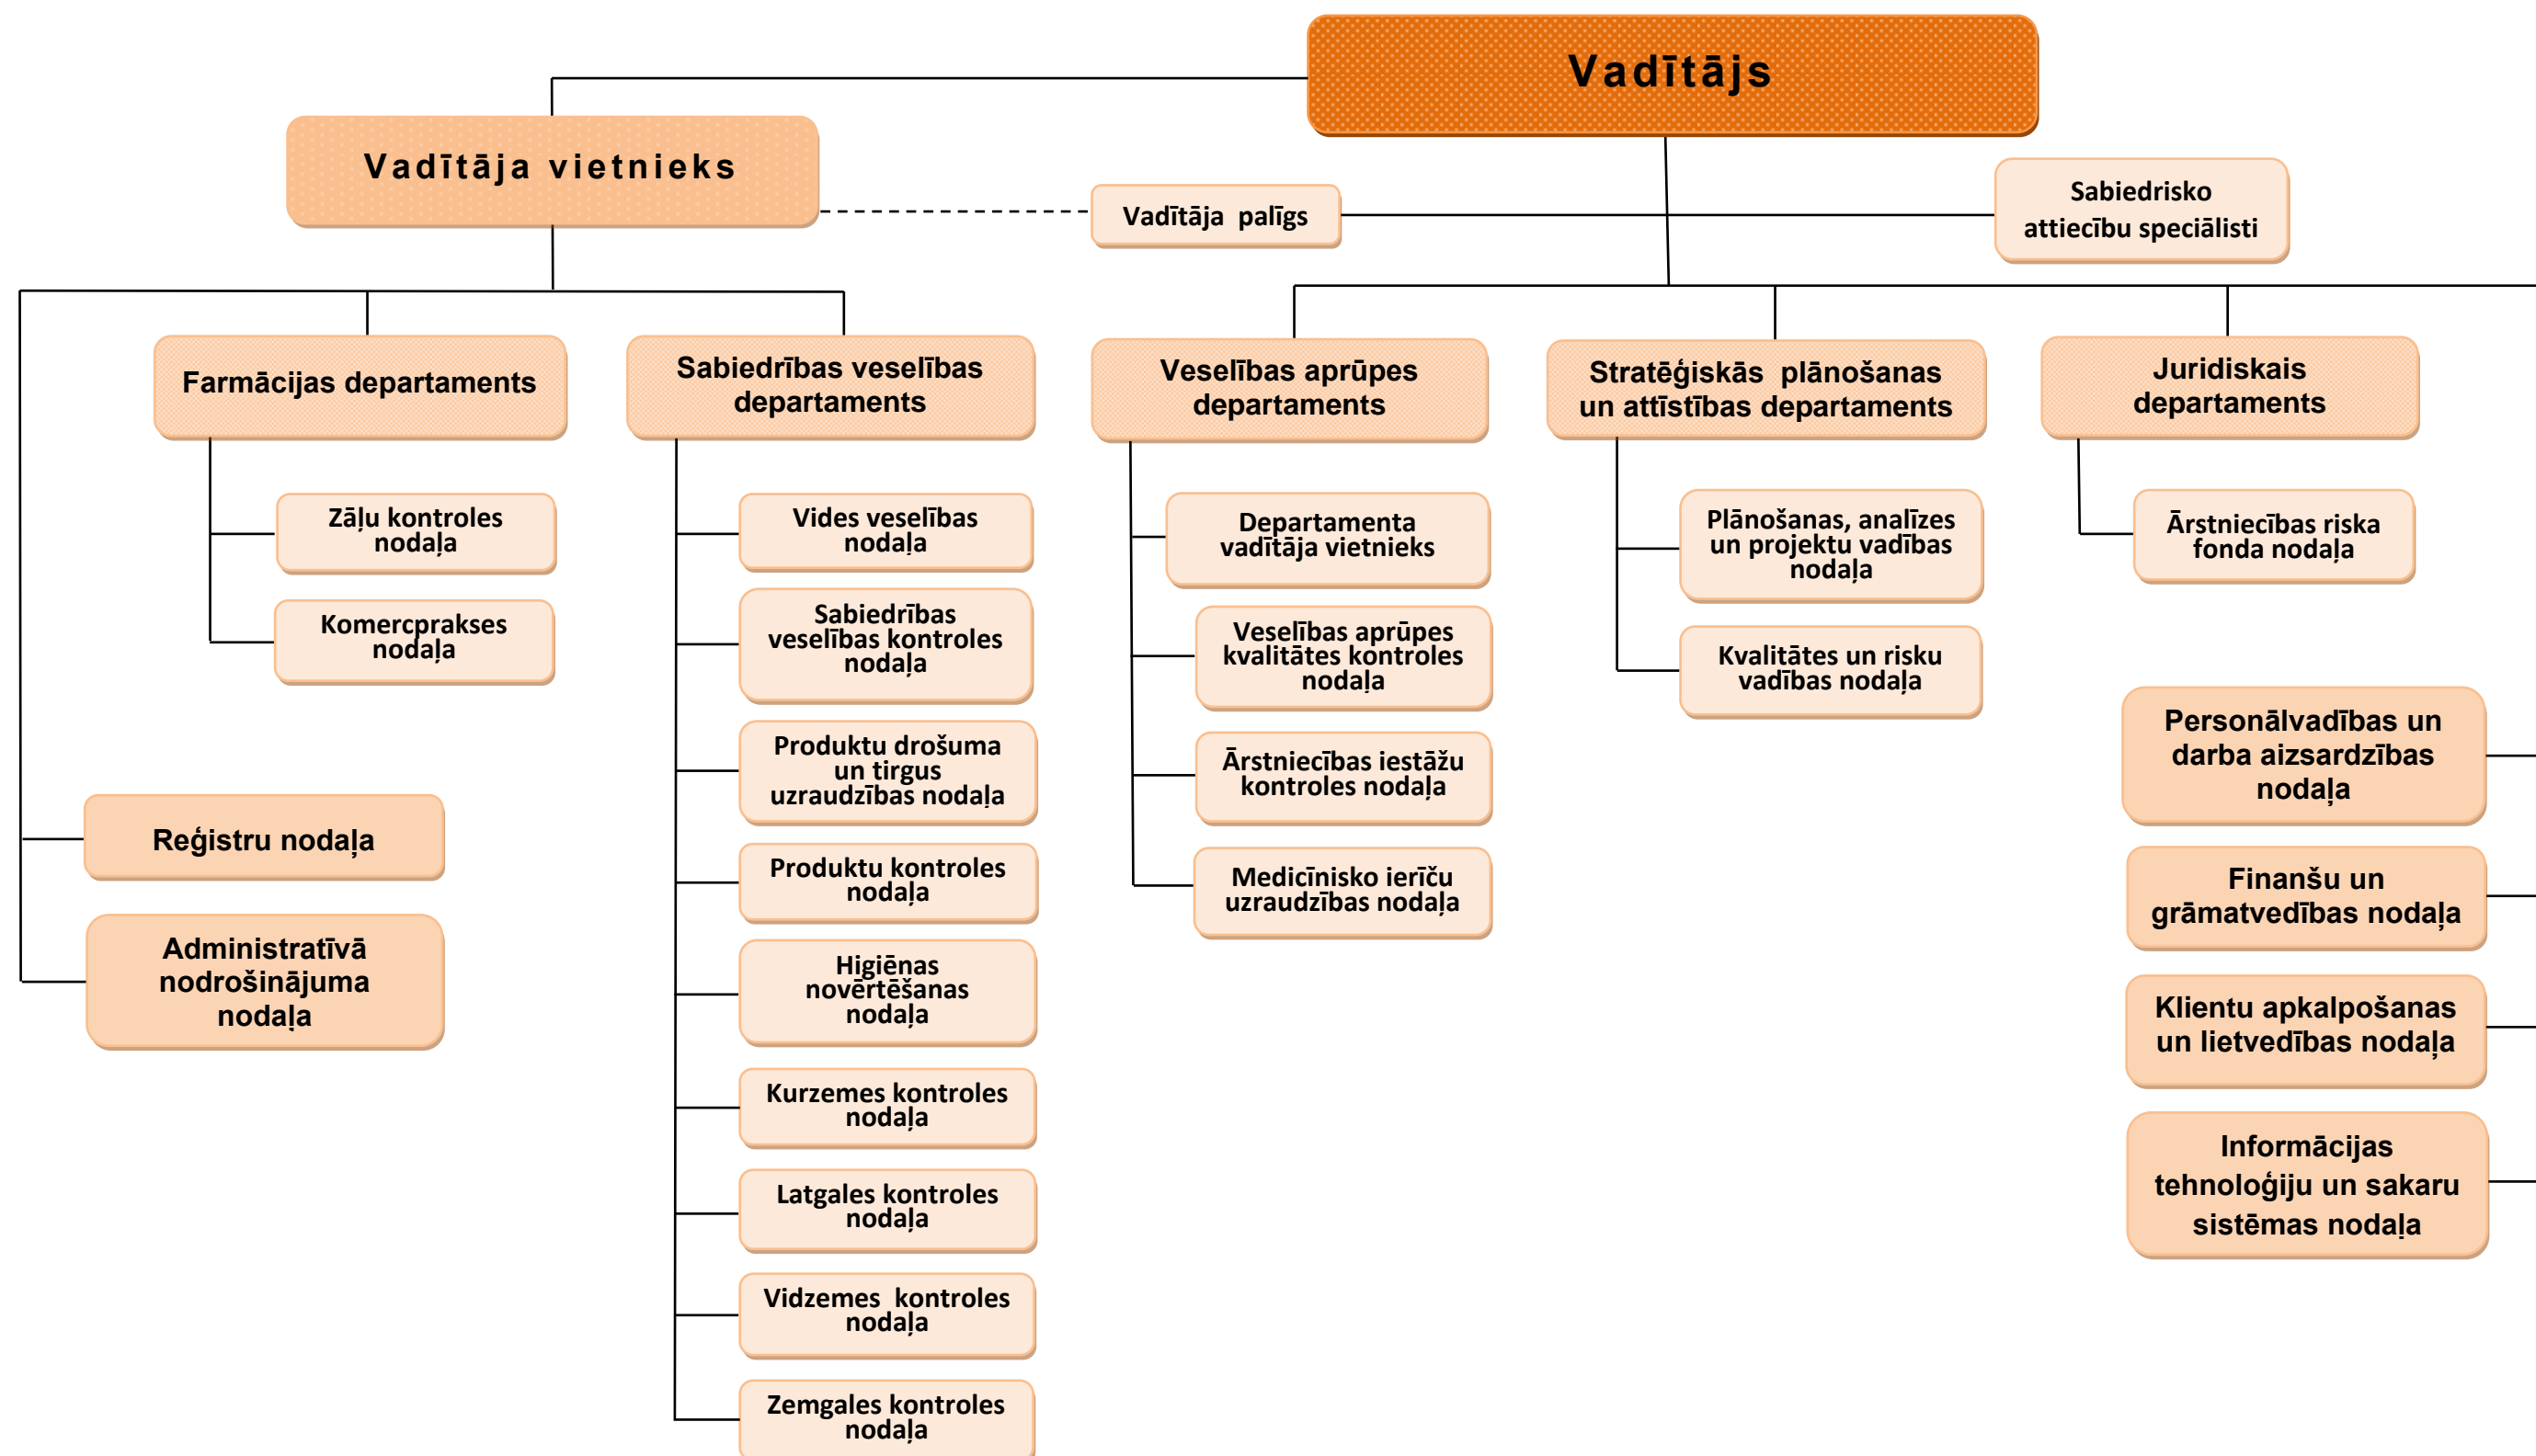 Vadītājs
Vadītāja vietnieks
Vadītāja palīgs
Sabiedrisko
attiecību speciālisti
Farmācijas departaments
Zāļu kontroles
nodaļa
Komercprakses
nodaļa
Reģistru nodaļa
Administratīvā
nodrošinājuma
nodaļa
Sabiedrības veselības
departaments
Vides veselības
nodaļa
Sabiedrības
veselības kontroles
nodaļa
Produktu drošuma
un tirgus
uzraudzības nodaļa
Produktu kontroles
nodaļa
Higiēnas
novērtēšanas
nodaļa
Kurzemes kontroles
nodaļa
Latgales kontroles
nodaļa
Vidzemes kontroles
nodaļa
Zemgales kontroles
nodaļa
Veselības aprūpes
departaments
Departamenta
vadītāja vietnieks
Veselības aprūpes
kvalitātes kontroles
nodaļa
Ārstniecības iestāžu
kontroles nodaļa
Medicīnisko ierīču
uzraudzības nodaļa
Stratēģiskās plānošanas
un attīstības departaments
Plānošanas, analīzes
un projektu vadības
nodaļa
Kvalitātes un risku
vadības nodaļa
Juridiskais
departaments
Ārstniecības riska
fonda nodaļa
Personālvadības un
darba aizsardzības
nodaļa
Finanšu un
grāmatvedības nodaļa
Klientu apkalpošanas
un lietvedības nodaļa
Informācijas
tehnoloģiju un sakaru
sistēmas nodaļa